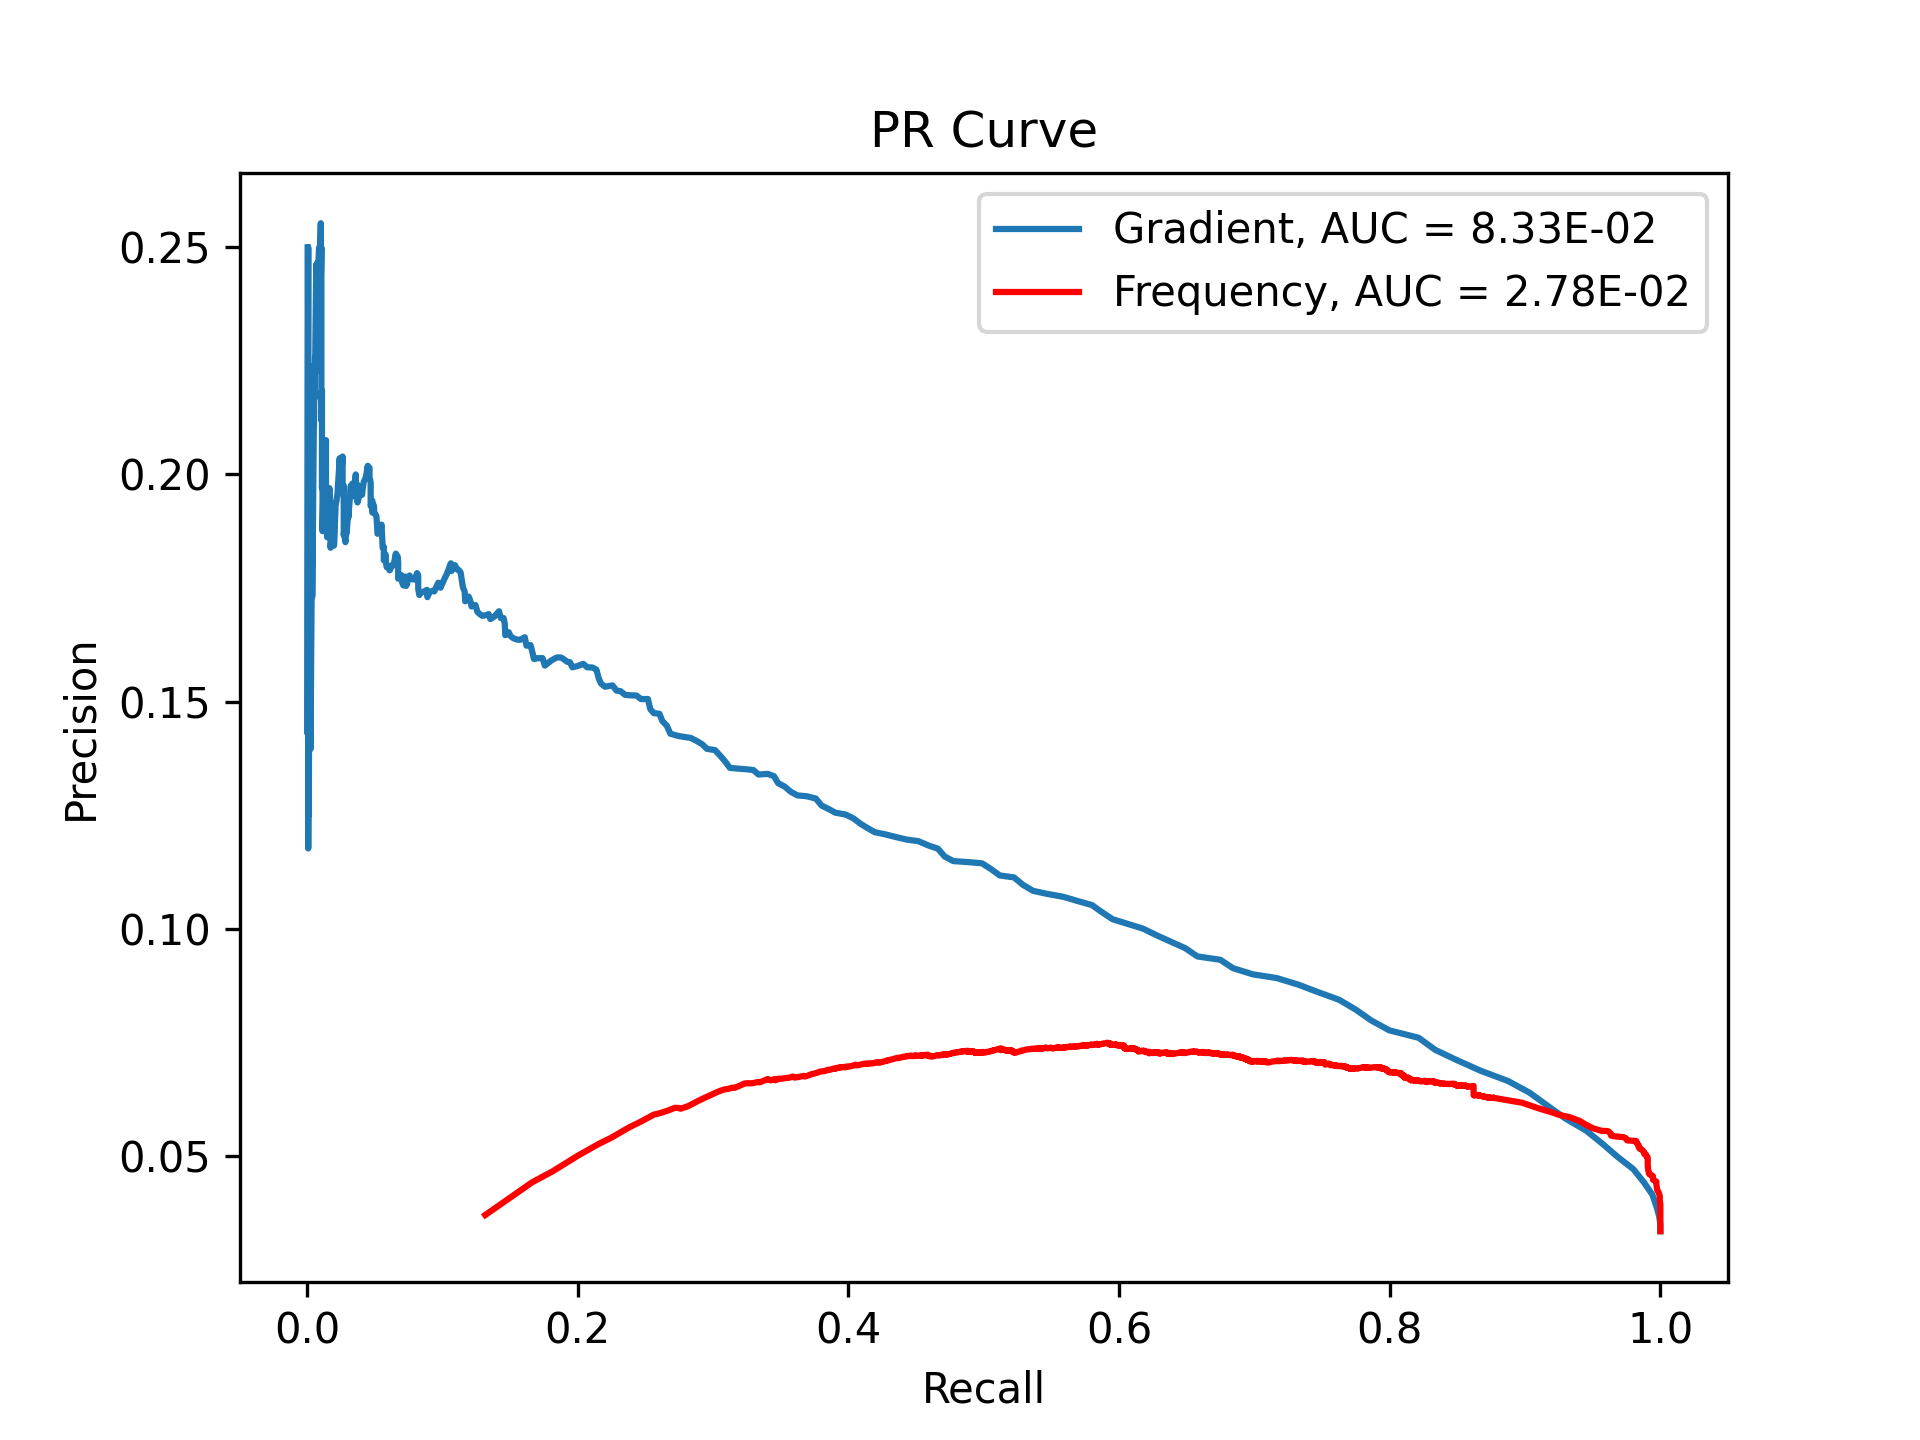 PR Curve
Gradient, AUC = 8.33E-02
Frequency, AUC = 2.78E-02
Precision
0.25
0.20
0.15
0.10
0.05
0.0 0.2 0.4 0.6 0.8 1.0
Recall